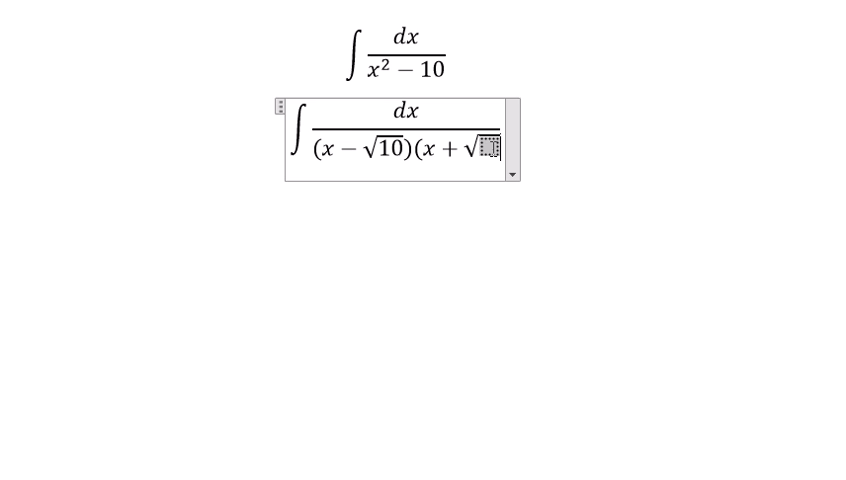 ∫ dx / (x² − 10)
∫ dx / ((x − √10)(x + √